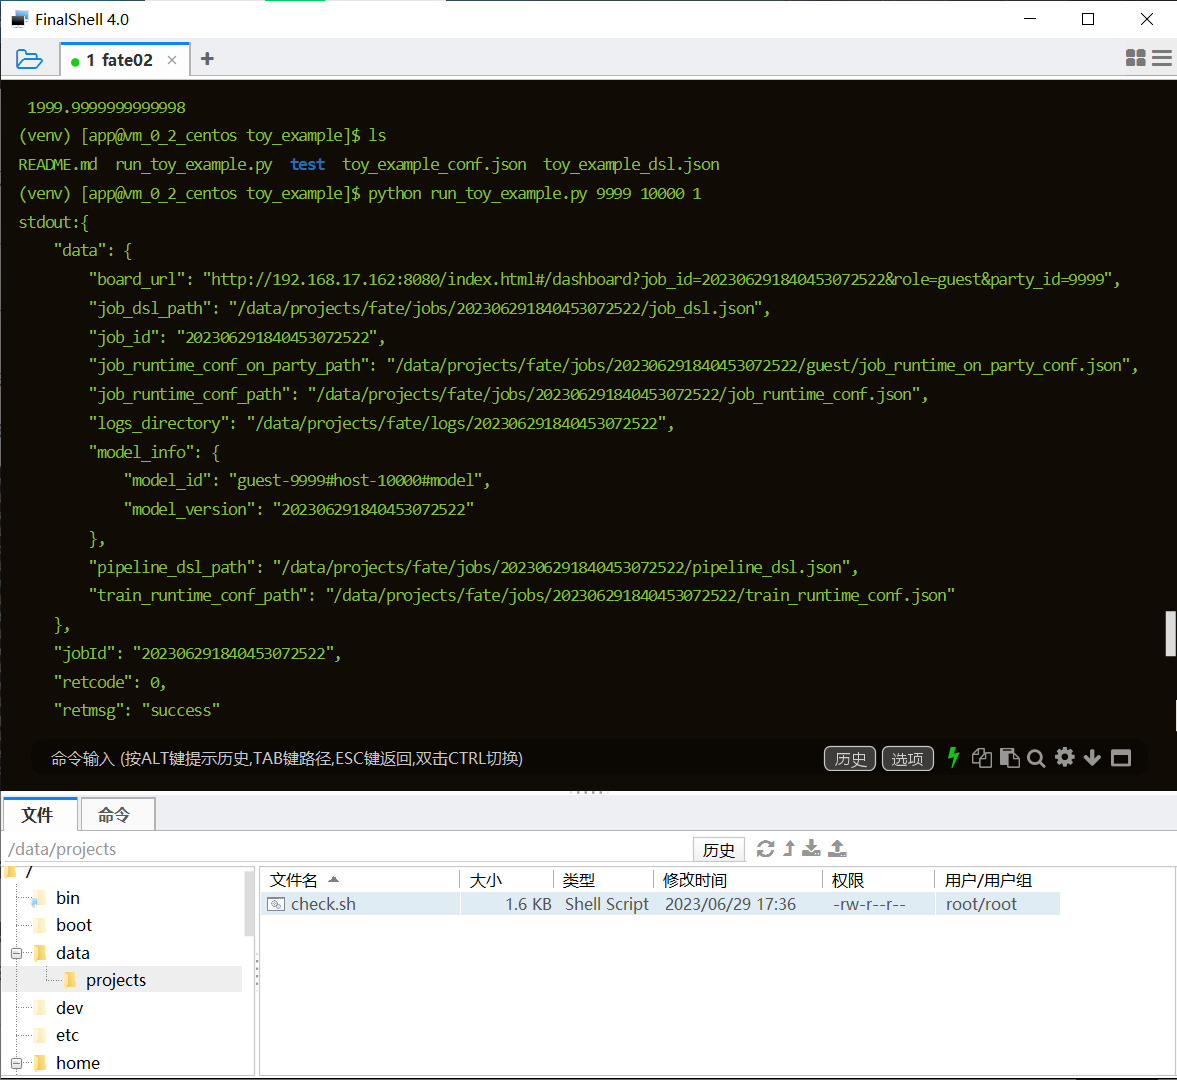 FinalShell 4.0
1 fate02
1999.9999999999998
(venv) [app@vm_0_2_centos toy_example]$ ls
README.md  run_toy_example.py  test  toy_example_conf.json  toy_example_dsl.json
(venv) [app@vm_0_2_centos toy_example]$ python run_toy_example.py 9999 10000 1
stdout:{
    "data": {
        "board_url": "http://192.168.17.162:8080/index.html#/dashboard?job_id=202306291840453072522&role=guest&party_id=9999",
        "job_dsl_path": "/data/projects/fate/jobs/202306291840453072522/job_dsl.json",
        "job_id": "202306291840453072522",
        "job_runtime_conf_on_party_path": "/data/projects/fate/jobs/202306291840453072522/guest/job_runtime_on_party_conf.json",
        "job_runtime_conf_path": "/data/projects/fate/jobs/202306291840453072522/job_runtime_conf.json",
        "logs_directory": "/data/projects/fate/logs/202306291840453072522",
        "model_info": {
            "model_id": "guest-9999#host-10000#model",
            "model_version": "202306291840453072522"
        },
        "pipeline_dsl_path": "/data/projects/fate/jobs/202306291840453072522/pipeline_dsl.json",
        "train_runtime_conf_path": "/data/projects/fate/jobs/202306291840453072522/train_runtime_conf.json"
    },
    "jobId": "202306291840453072522",
    "retcode": 0,
    "retmsg": "success"
命令输入 (按ALT键提示历史,TAB键路径,ESC键返回,双击CTRL切换) 历史 选项
文件 命令
/data/projects 历史
/
bin
boot
data
projects
dev
etc
home
文件名 大小 类型 修改时间 权限 用户/用户组
check.sh 1.6 KB Shell Script 2023/06/29 17:36 -rw-r--r-- root/root